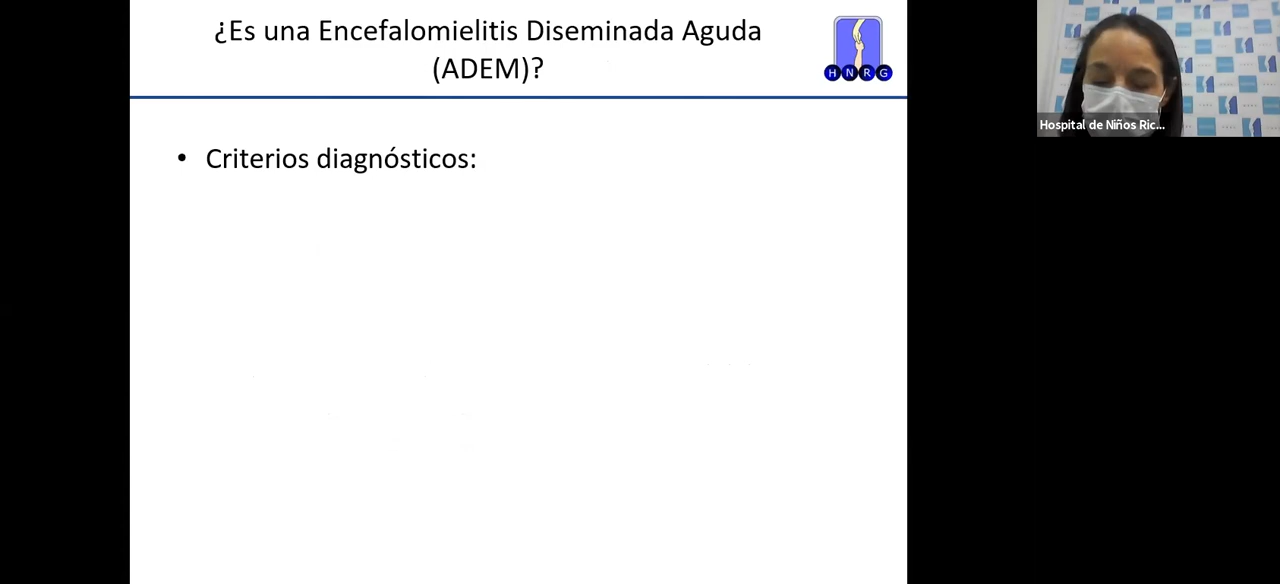 ¿Es una Encefalomielitis Diseminada Aguda
(ADEM)?
H N R G
• Criterios diagnósticos:
Hospital de Niños Ric...